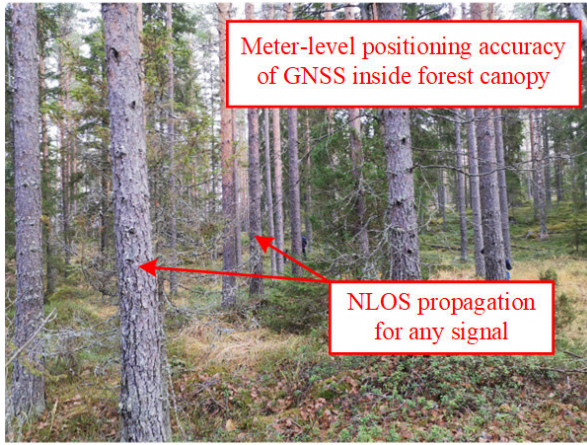 Meter-level positioning accuracy
of GNSS inside forest canopy
NLOS propagation
for any signal